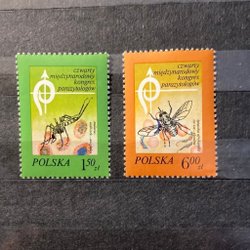 czwarty
międzynarodowy
kongres
parazytologów
POLSKA 1.50 zł
czwarty
międzynarodowy
kongres
parazytologów
POLSKA 6.00 zł